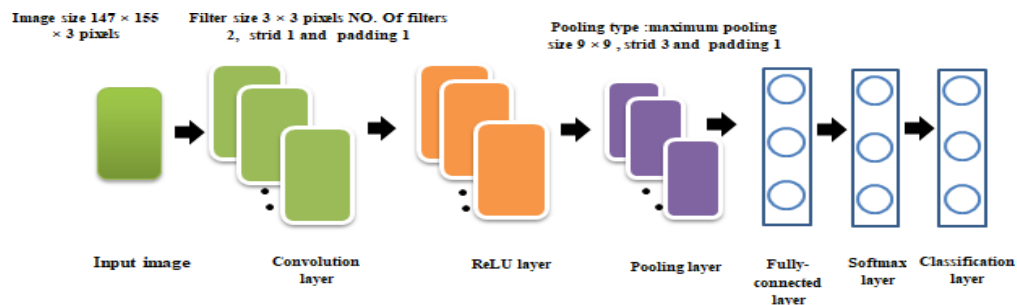 Image size 147 × 155
× 3 pixels
Filter size 3 × 3 pixels NO. Of filters
2, strid 1 and padding 1
Pooling type :maximum pooling
size 9 × 9 , strid 3 and padding 1
Input image
Convolution
layer
ReLU layer
Pooling layer
Fully-
connected
layer
Softmax
layer
Classification
layer